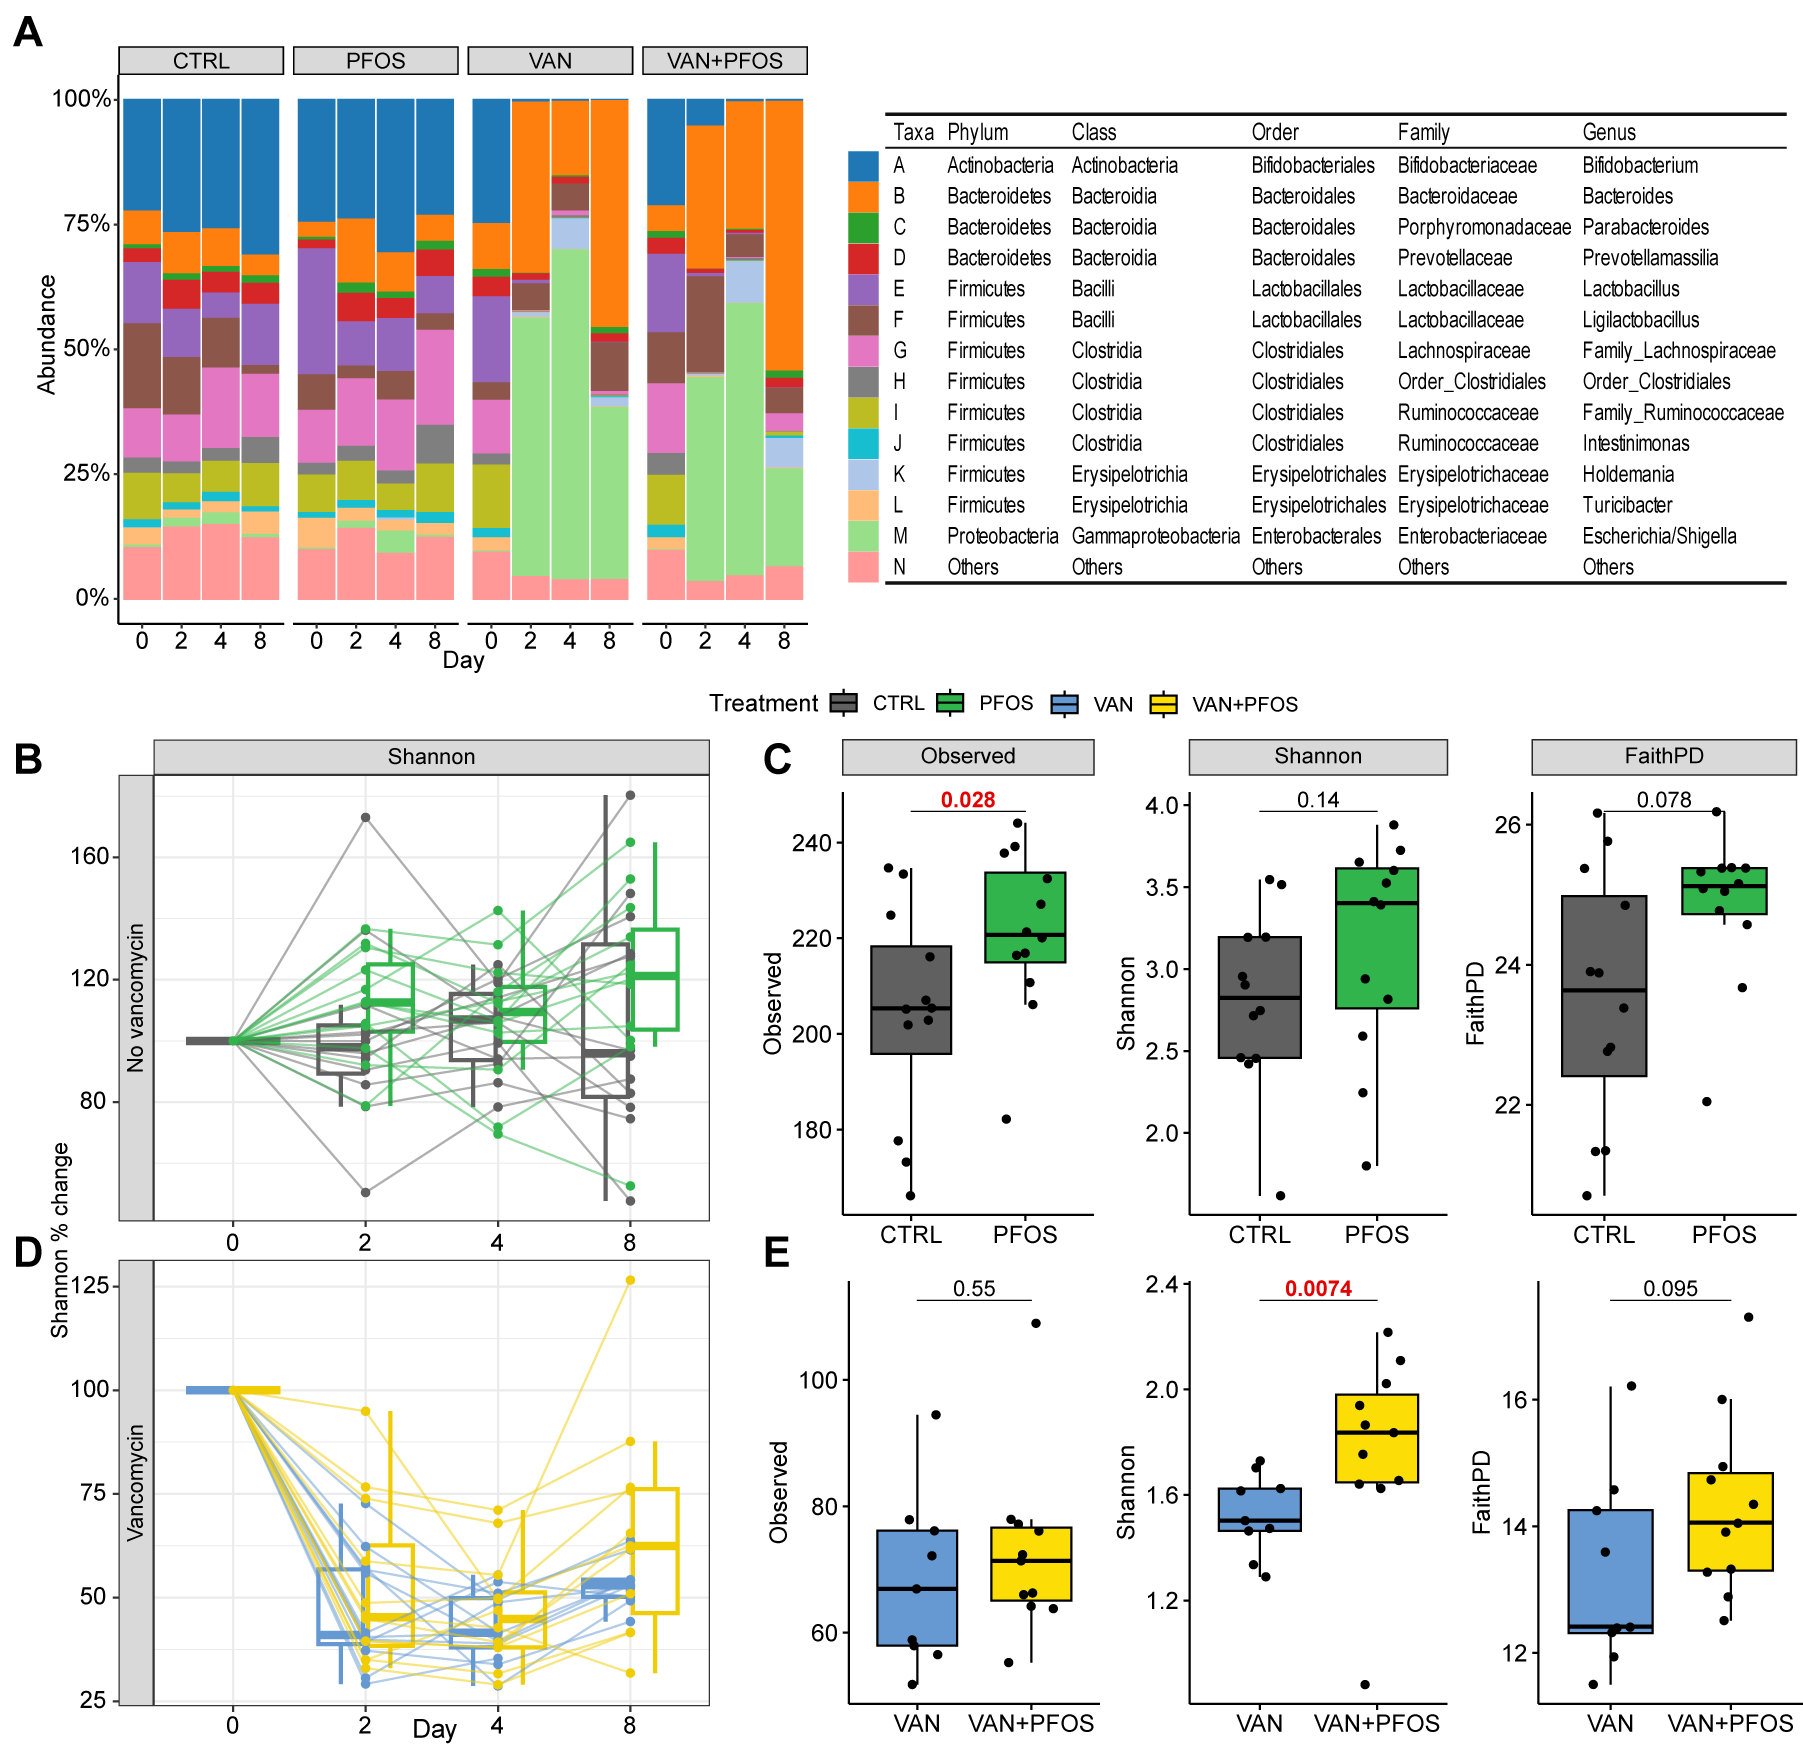 A
CTRL PFOS VAN VAN+PFOS
100%
75%
50%
25%
0%
Abundance
0 2 4 8 0 2 4 8 0 2 4 8 0 2 4 8
Day
Taxa Phylum Class Order Family Genus
A Actinobacteria Actinobacteria Bifidobacteriales Bifidobacteriaceae Bifidobacterium
B Bacteroidetes Bacteroidia Bacteroidales Bacteroidaceae Bacteroides
C Bacteroidetes Bacteroidia Bacteroidales Porphyromonadaceae Parabacteroides
D Bacteroidetes Bacteroidia Bacteroidales Prevotellaceae Prevotellamassilia
E Firmicutes Bacilli Lactobacillales Lactobacillaceae Lactobacillus
F Firmicutes Bacilli Lactobacillales Lactobacillaceae Ligilactobacillus
G Firmicutes Clostridia Clostridiales Lachnospiraceae Family_Lachnospiraceae
H Firmicutes Clostridia Clostridiales Order_Clostridiales Order_Clostridiales
I Firmicutes Clostridia Clostridiales Ruminococcaceae Family_Ruminococcaceae
J Firmicutes Clostridia Clostridiales Ruminococcaceae Intestinimonas
K Firmicutes Erysipelotrichia Erysipelotrichales Erysipelotrichaceae Holdemania
L Firmicutes Erysipelotrichia Erysipelotrichales Erysipelotrichaceae Turicibacter
M Proteobacteria Gammaproteobacteria Enterobacterales Enterobacteriaceae Escherichia/Shigella
N Others Others Others Others Others
Treatment CTRL PFOS VAN VAN+PFOS
B
Shannon
No vancomycin
160
120
80
0 2 4 8
Shannon % change
C
Observed
Observed
240
220
200
180
0.028
CTRL PFOS
Shannon
Shannon
4.0
3.5
3.0
2.5
2.0
0.14
CTRL PFOS
FaithPD
FaithPD
26
24
22
0.078
CTRL PFOS
D
Vancomycin
125
100
75
50
25
0 2 4 8
Day
E
Observed
100
80
60
0.55
VAN VAN+PFOS
Shannon
2.4
2.0
1.6
1.2
0.0074
VAN VAN+PFOS
FaithPD
16
14
12
0.095
VAN VAN+PFOS